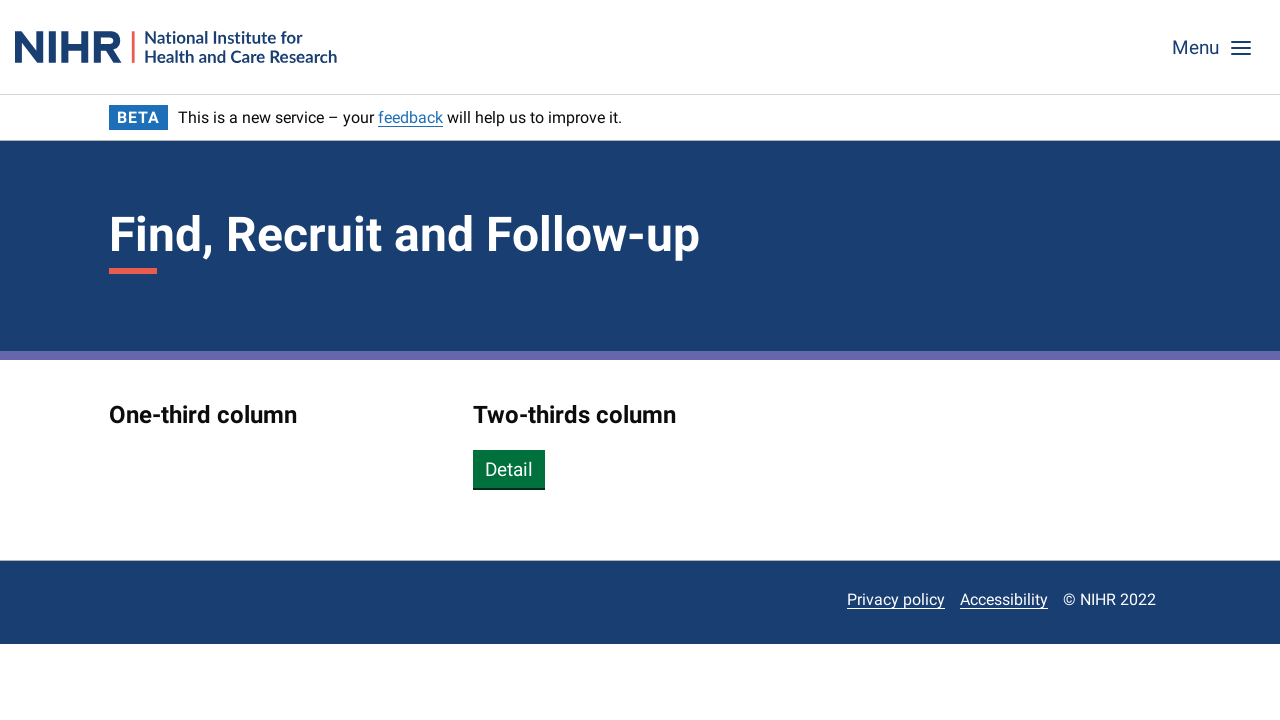 NIHR | National Institute for
Health and Care Research
Menu
BETA This is a new service – your feedback will help us to improve it.
Find, Recruit and Follow-up
One-third column
Two-thirds column
Detail
Privacy policy Accessibility © NIHR 2022